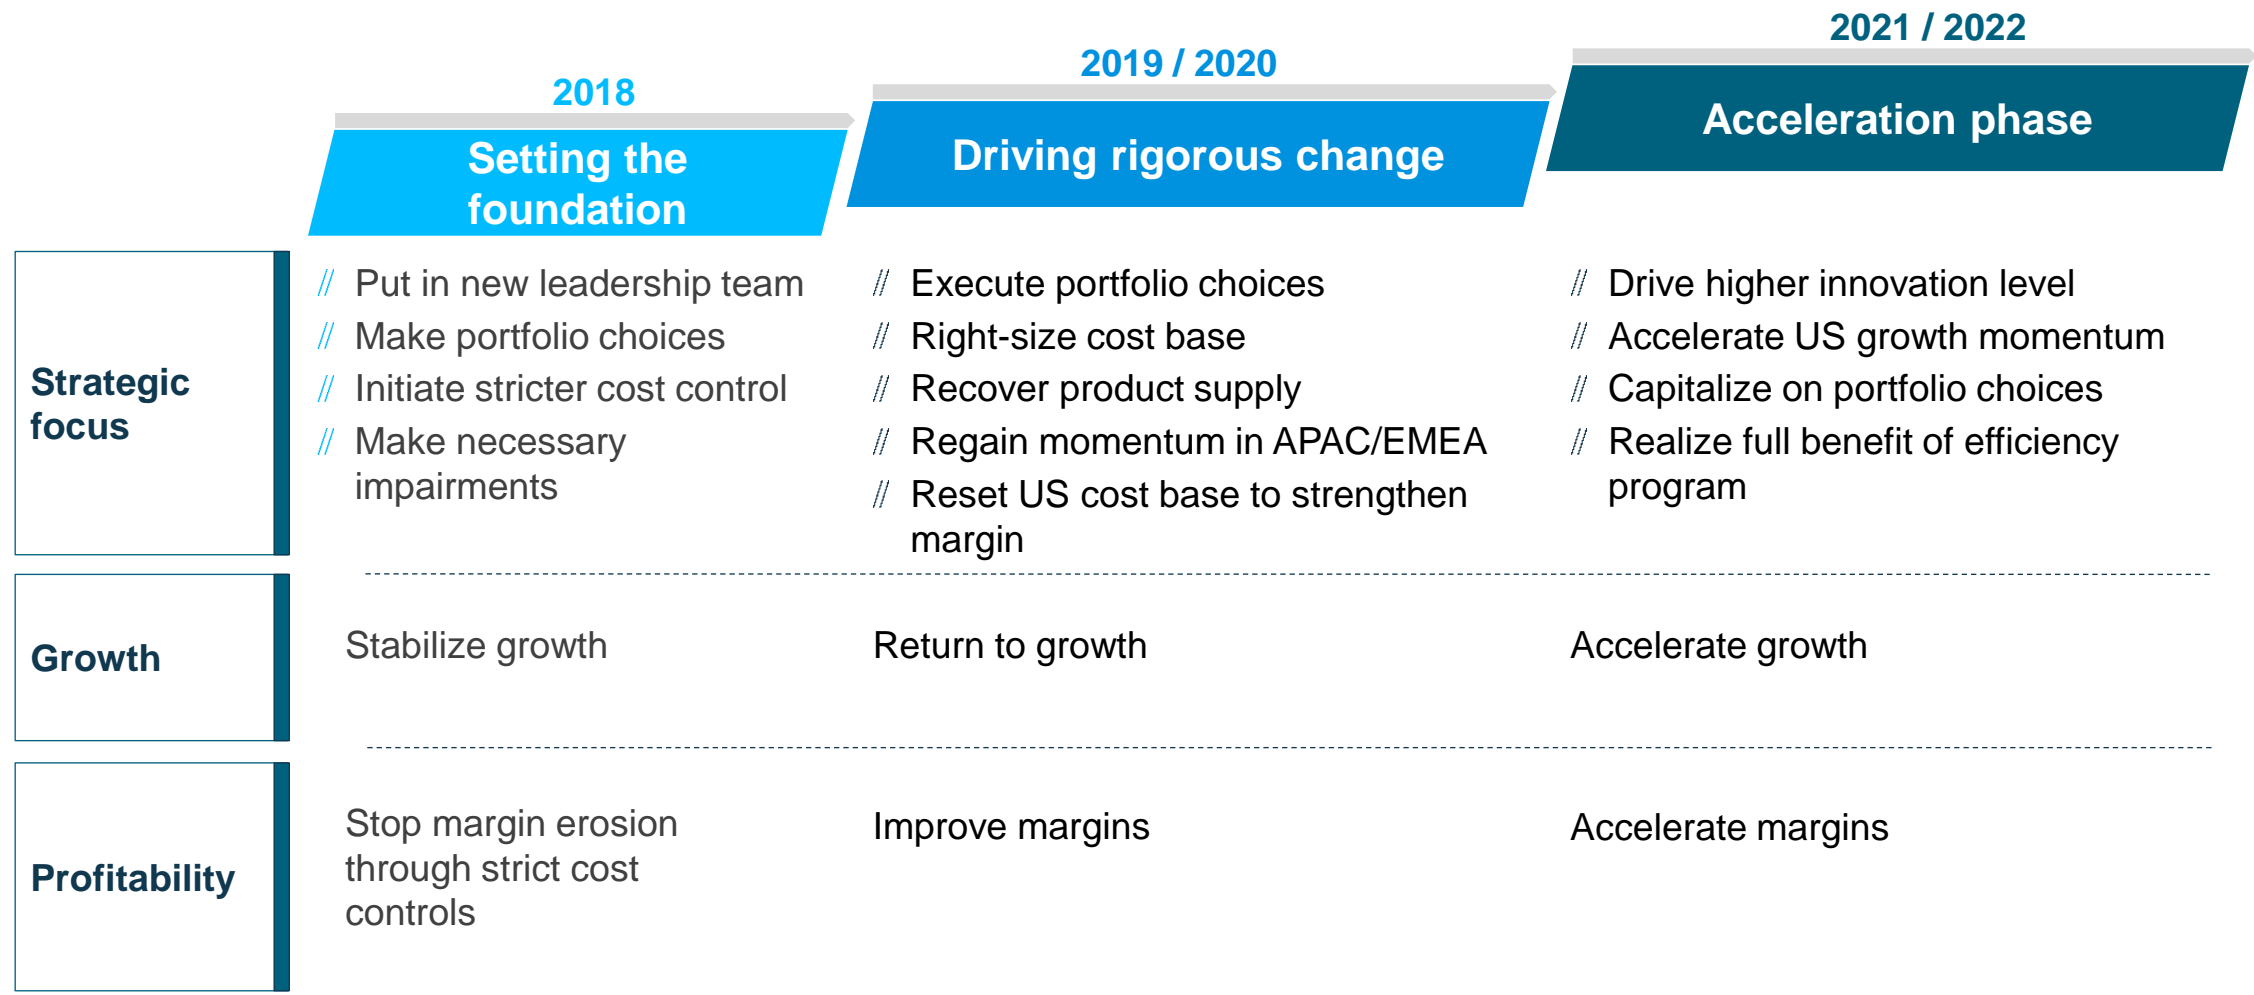 2018
2019 / 2020
2021 / 2022
Setting the
foundation
Driving rigorous change
Acceleration phase
Strategic
focus
// Put in new leadership team
// Make portfolio choices
// Initiate stricter cost control
// Make necessary
impairments
// Execute portfolio choices
// Right-size cost base
// Recover product supply
// Regain momentum in APAC/EMEA
// Reset US cost base to strengthen
margin
// Drive higher innovation level
// Accelerate US growth momentum
// Capitalize on portfolio choices
// Realize full benefit of efficiency
program
Growth
Stabilize growth
Return to growth
Accelerate growth
Profitability
Stop margin erosion
through strict cost
controls
Improve margins
Accelerate margins